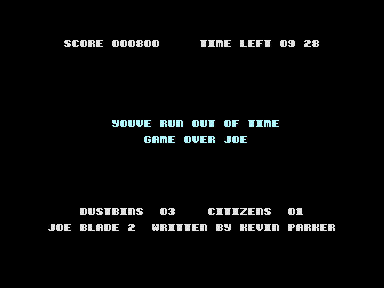 SCORE 000800 TIME LEFT 09 28
YOUVE RUN OUT OF TIME
GAME OVER JOE
DUSTBINS 03 CITIZENS 01
JOE BLADE 2 WRITTEN BY KEVIN PARKER